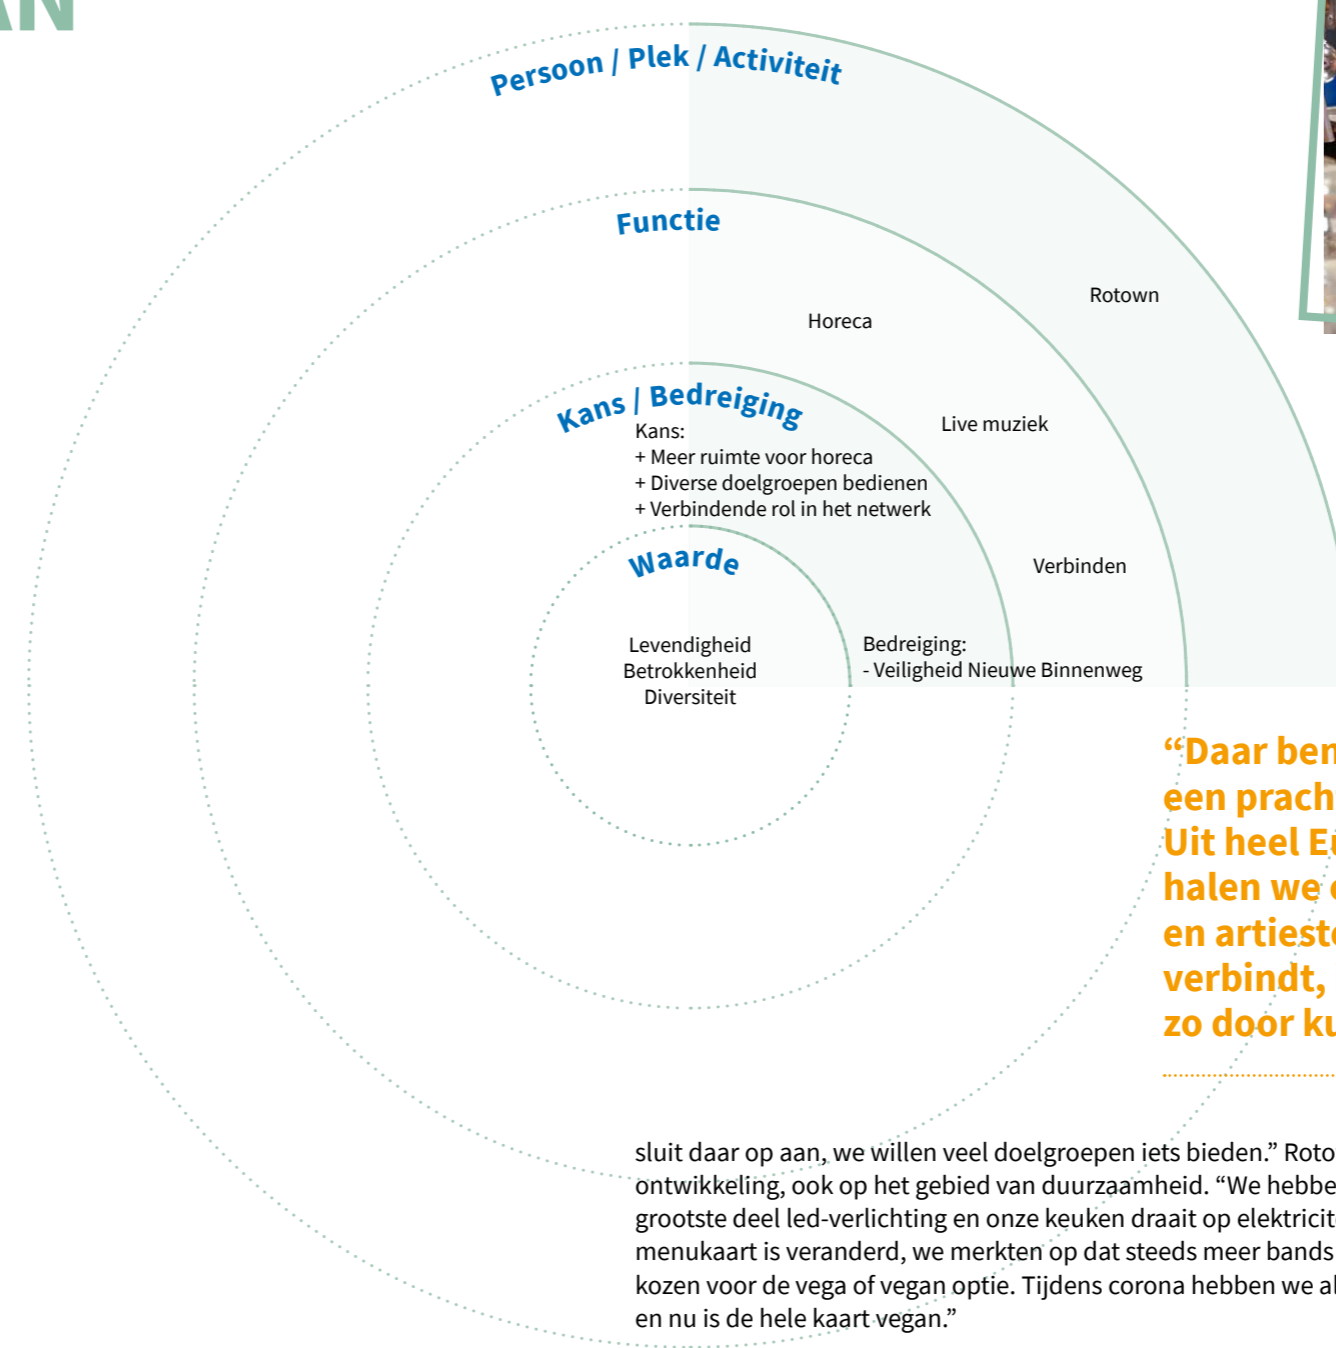 AN
Persoon / Plek / Activiteit
Functie
Rotown
Horeca
Live muziek
Verbinden
Kans / Bedreiging
Kans:
+ Meer ruimte voor horeca
+ Diverse doelgroepen bedienen
+ Verbindende rol in het netwerk
Waarde
Levendigheid
Betrokkenheid
Diversiteit
Bedreiging:
- Veiligheid Nieuwe Binnenweg
“Daar ben
een prach
Uit heel
halen we
en artieste
verbindt,
zo door ku
sluit daar op aan, we willen veel doelgroepen iets bieden.” Roto
ontwikkeling, ook op het gebied van duurzaamheid. “We hebbe
grootste deel led-verlichting en onze keuken draait op elektricite
menukaart is veranderd, we merkten op dat steeds meer bands
kozen voor de vega of vegan optie. Tijdens corona hebben we al
en nu is de hele kaart vegan.”